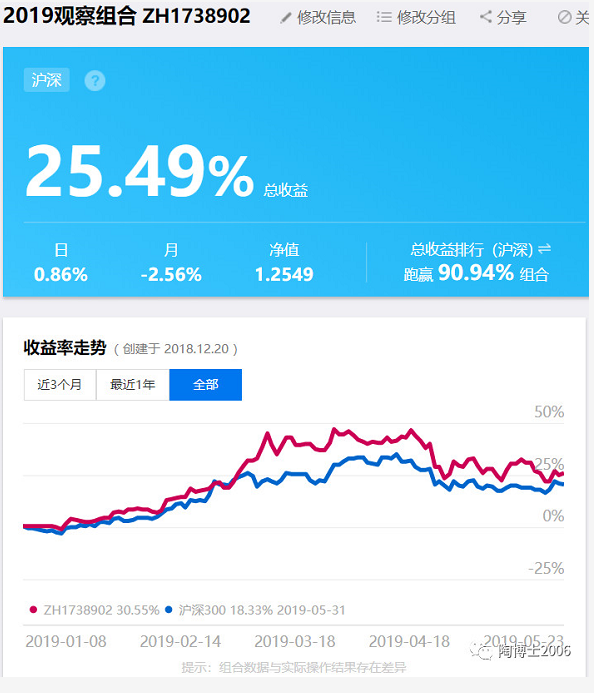 2019观察组合 ZH1738902 修改信息 修改分组 分享 关
沪深 ?
25.49% 总收益
日 月 净值 总收益排行（沪深）
0.86% -2.56% 1.2549 跑赢 90.94% 组合
收益率走势（创建于 2018.12.20）
近3个月 最近1年 全部
50%
25%
0%
-25%
ZH1738902 30.55% 沪深300 18.33% 2019-05-31
2019-01-08 2019-02-14 2019-03-18 2019-04-18 2019-05-23
陶博士2006
提示：组合数据与实际操作结果存在差异